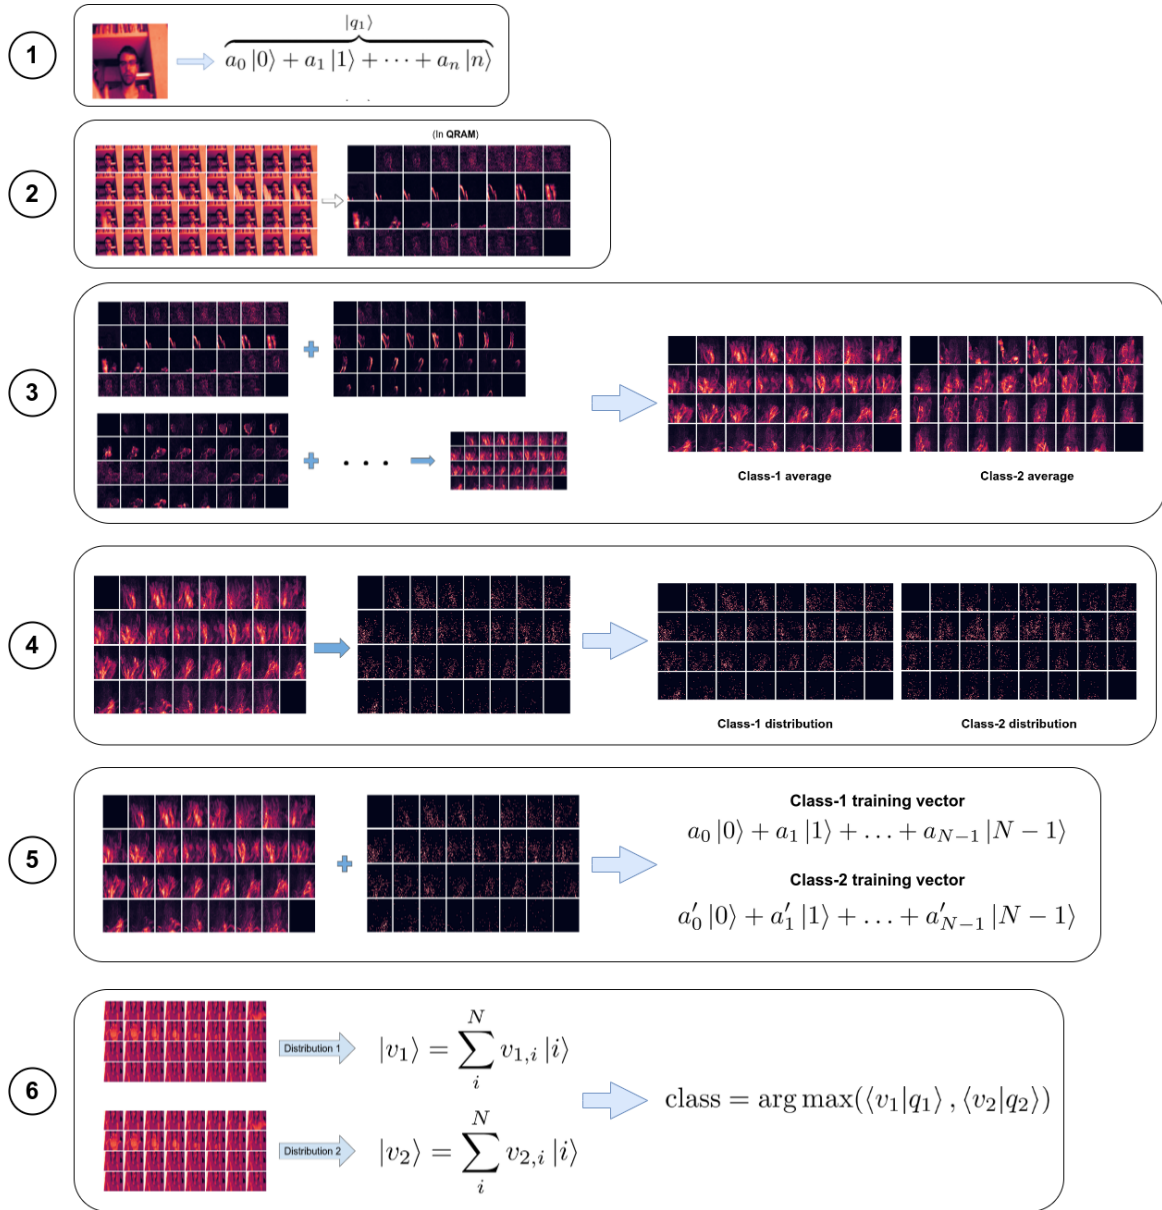 1
|q₁⟩
a₀ |0⟩ + a₁ |1⟩ + ··· + aₙ |n⟩
2
(In QRAM)
3
+
+
. . .
Class-1 average
Class-2 average
4
Class-1 distribution
Class-2 distribution
5
+
Class-1 training vector
a₀ |0⟩ + a₁ |1⟩ + ... + a_{N−1} |N − 1⟩
Class-2 training vector
a′₀ |0⟩ + a′₁ |1⟩ + ... + a′_{N−1} |N − 1⟩
6
Distribution 1
|v₁⟩ = ∑_i^N v_{1,i} |i⟩
class = arg max(⟨v₁|q₁⟩ , ⟨v₂|q₂⟩)
Distribution 2
|v₂⟩ = ∑_i^N v_{2,i} |i⟩